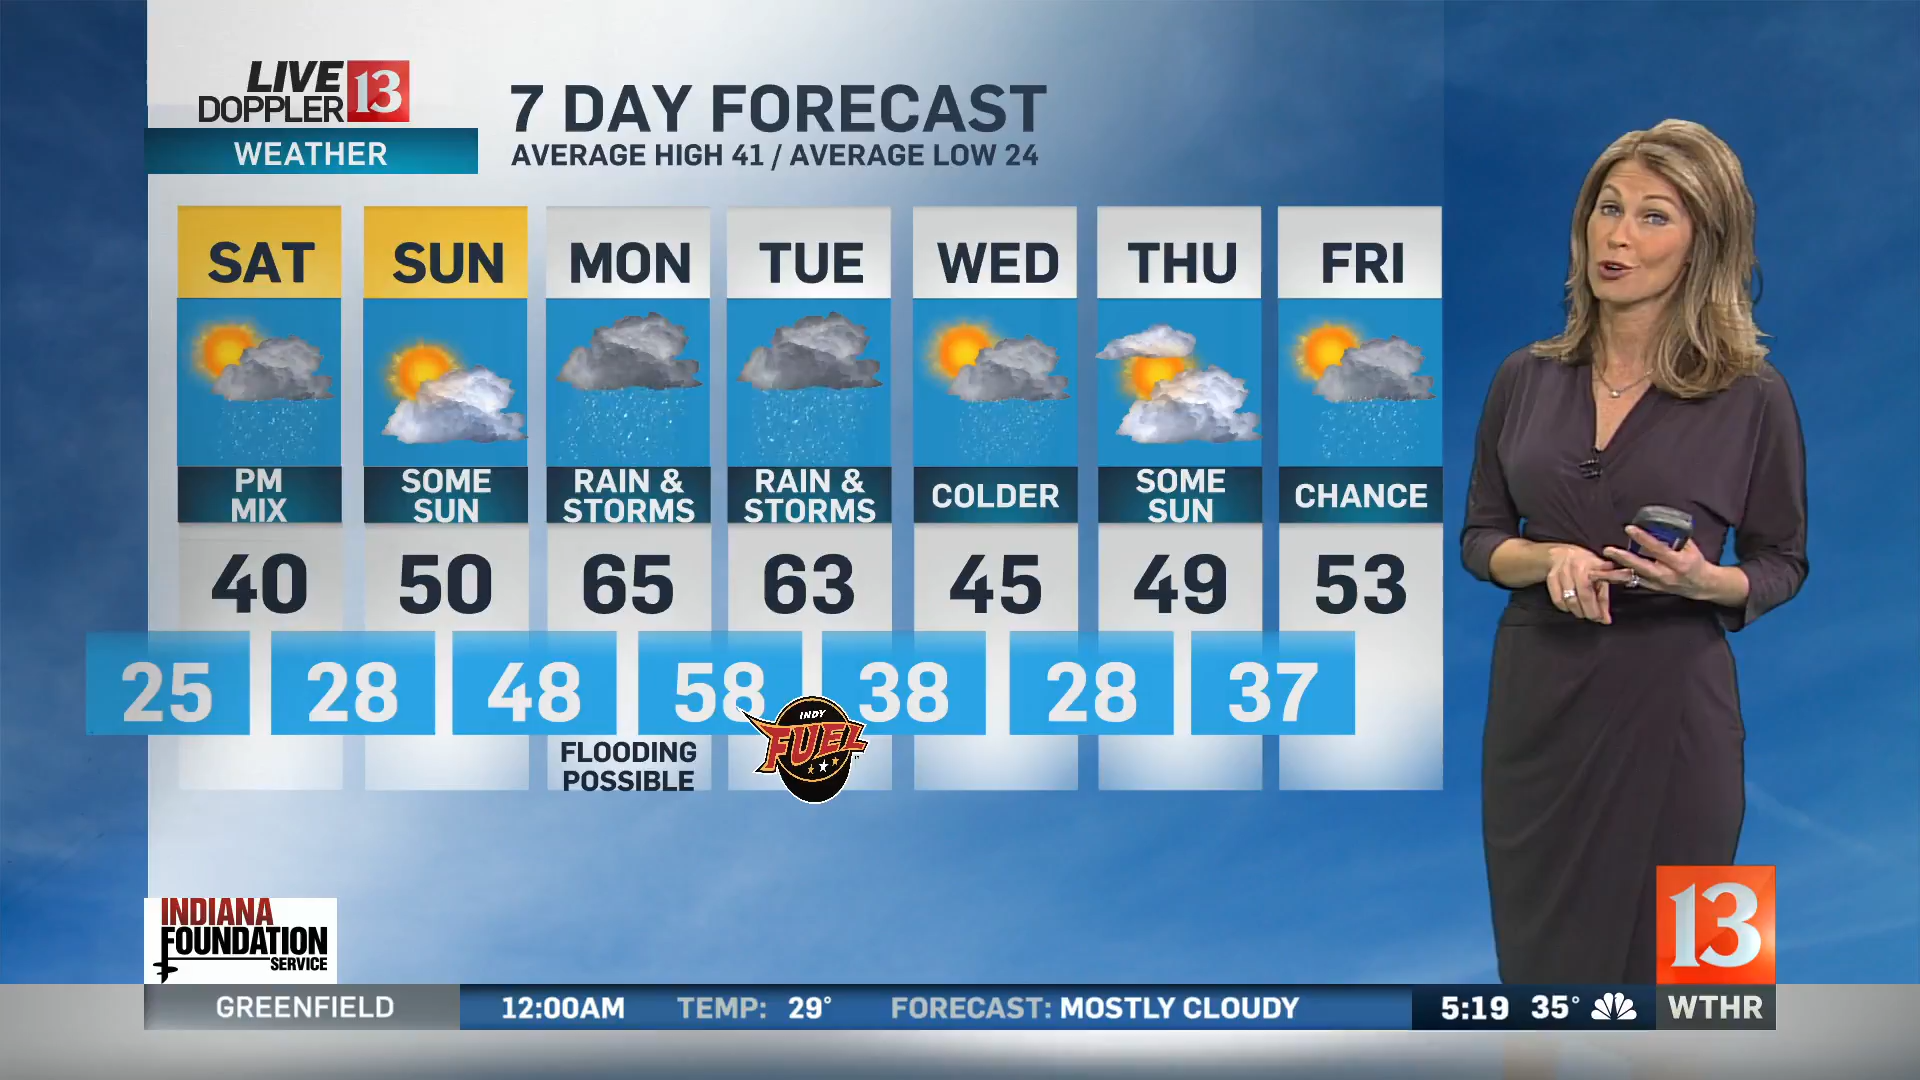 LIVE
DOPPLER 13
WEATHER
7 DAY FORECAST
AVERAGE HIGH 41 / AVERAGE LOW 24
SAT SUN MON TUE WED THU FRI
PM MIX
SOME SUN
RAIN & STORMS
RAIN & STORMS
COLDER
SOME SUN
CHANCE
40 50 65 63 45 49 53
25 28 48 58 38 28 37
FLOODING
POSSIBLE
INDY
FUEL
INDIANA
FOUNDATION
SERVICE
13
GREENFIELD 12:00AM TEMP: 29° FORECAST: MOSTLY CLOUDY 5:19 35° WTHR